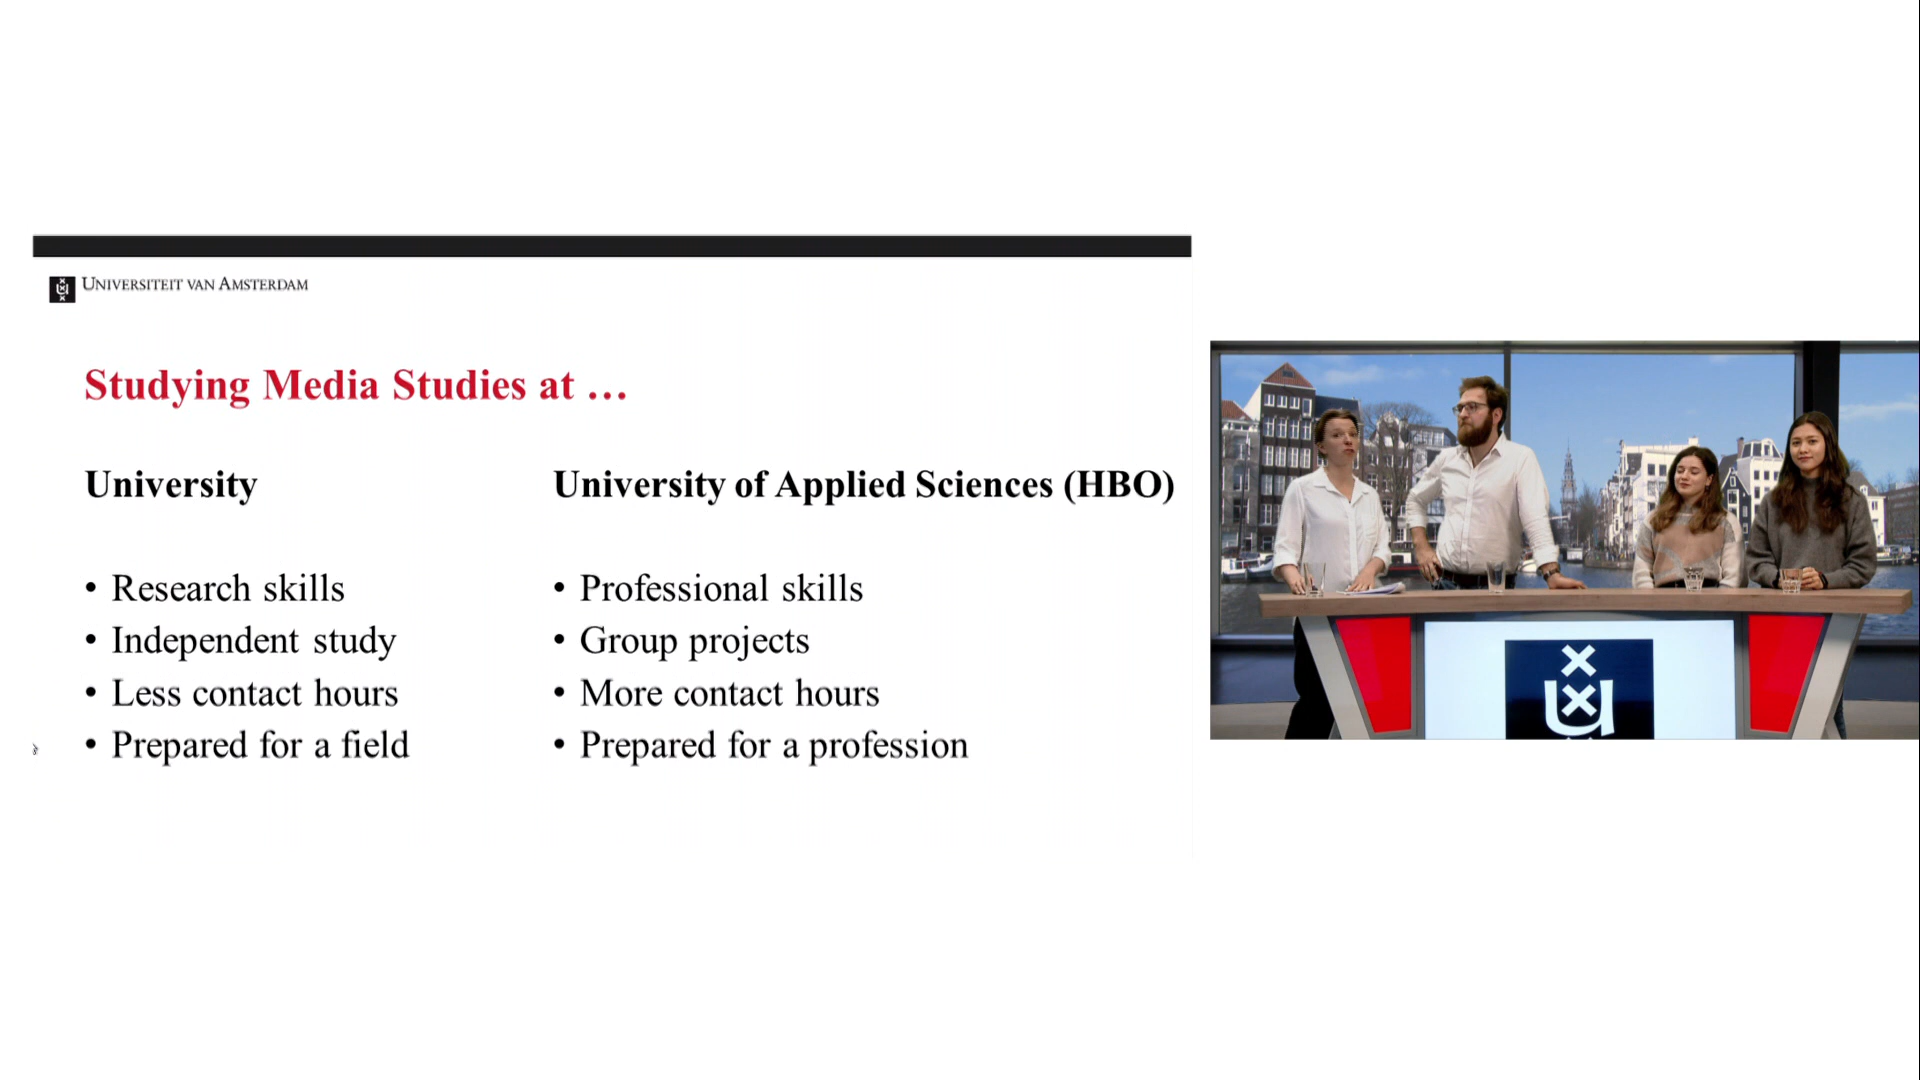 UNIVERSITEIT VAN AMSTERDAM
Studying Media Studies at …
University
• Research skills
• Independent study
• Less contact hours
• Prepared for a field
University of Applied Sciences (HBO)
• Professional skills
• Group projects
• More contact hours
• Prepared for a profession